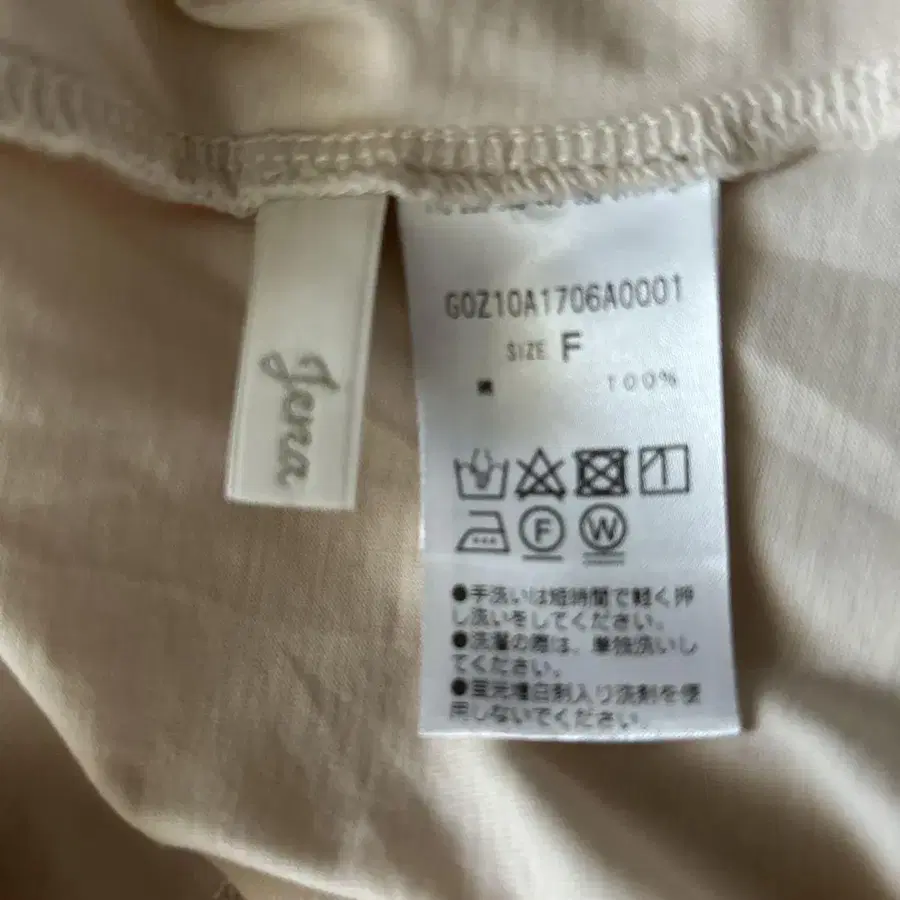 Jena
G0Z10A1706A0001
SIZE F
綿 100%
F W
●手洗いは短時間で軽く押
し洗いをしてください。
●洗濯の際は、単独洗いし
てください。
●蛍光増白剤入り洗剤を使
用しないでください。